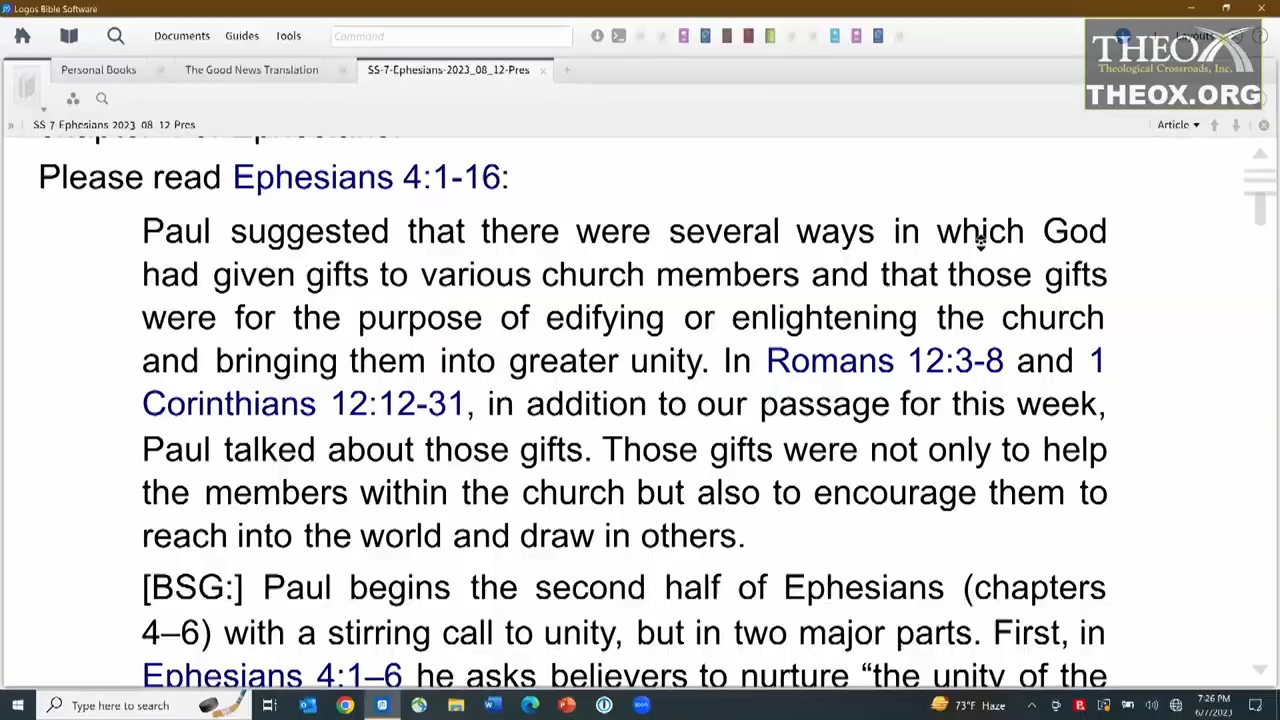 Logos Bible Software
Documents Guides Tools Command Layouts
THEOX
Theological Crossroads, Inc.
THEOX.ORG
Personal Books The Good News Translation SS-7-Ephesians-2023_08_12-Pres
» SS-7-Ephesians-2023_08_12-Pres Article
Please read Ephesians 4:1-16:
Paul suggested that there were several ways in which God
had given gifts to various church members and that those gifts
were for the purpose of edifying or enlightening the church
and bringing them into greater unity. In Romans 12:3-8 and 1
Corinthians 12:12-31, in addition to our passage for this week,
Paul talked about those gifts. Those gifts were not only to help
the members within the church but also to encourage them to
reach into the world and draw in others.
[BSG:] Paul begins the second half of Ephesians (chapters
4–6) with a stirring call to unity, but in two major parts. First, in
Ephesians 4:1–6 he asks believers to nurture “the unity of the
Type here to search 73°F Haze 7:26 PM
6/7/2023